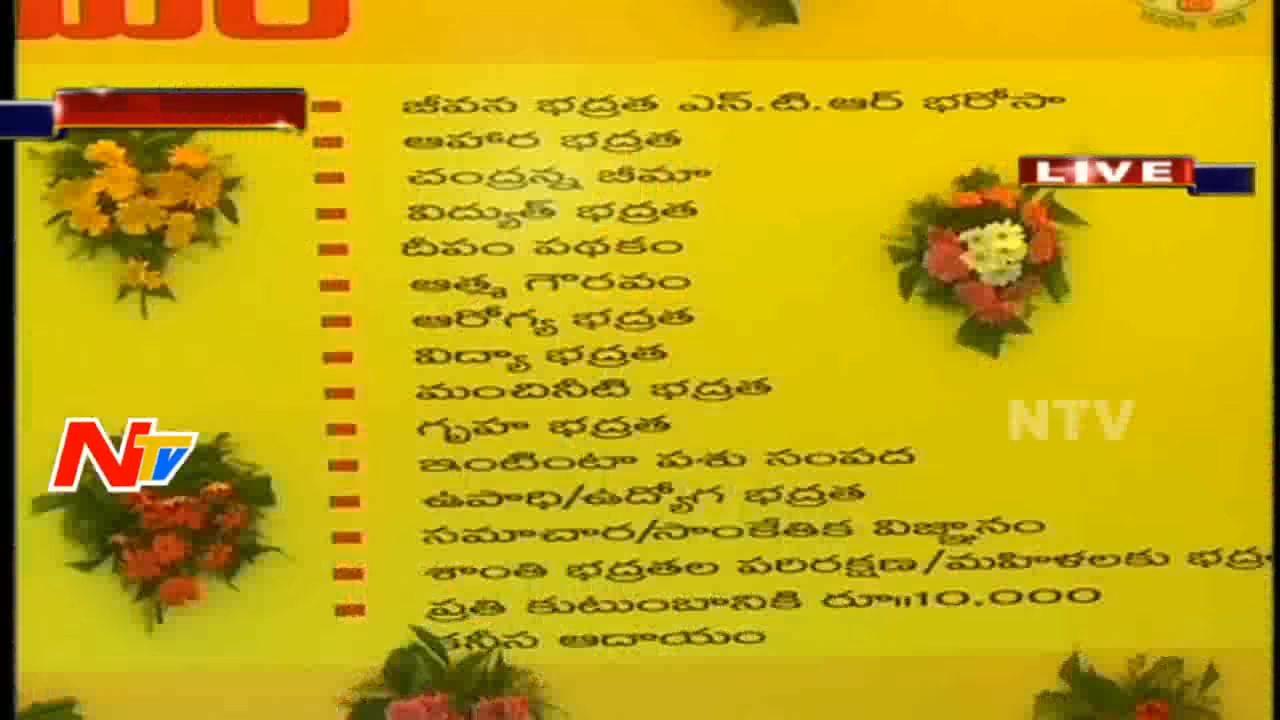 జీవన భద్రత ఎన్.టి.ఆర్ భరోసా
ఆహార భద్రత
LIVE
చంద్రన్న బీమా
విద్యుత్ భద్రత
దీపం పథకం
ఆత్మ గౌరవం
ఆరోగ్య భద్రత
విద్యా భద్రత
మంచినీటి భద్రత
NTV
గృహ భద్రత
NTV
ఇంటింటా పశు సంపద
ఉపాధి/ఉద్యోగ భద్రత
సమాచార/సాంకేతిక విజ్ఞానం
శాంతి భద్రతల పరిరక్షణ/మహిళలకు
ప్రతి కుటుంబానికి రూ॥10.000
ఆదాయం